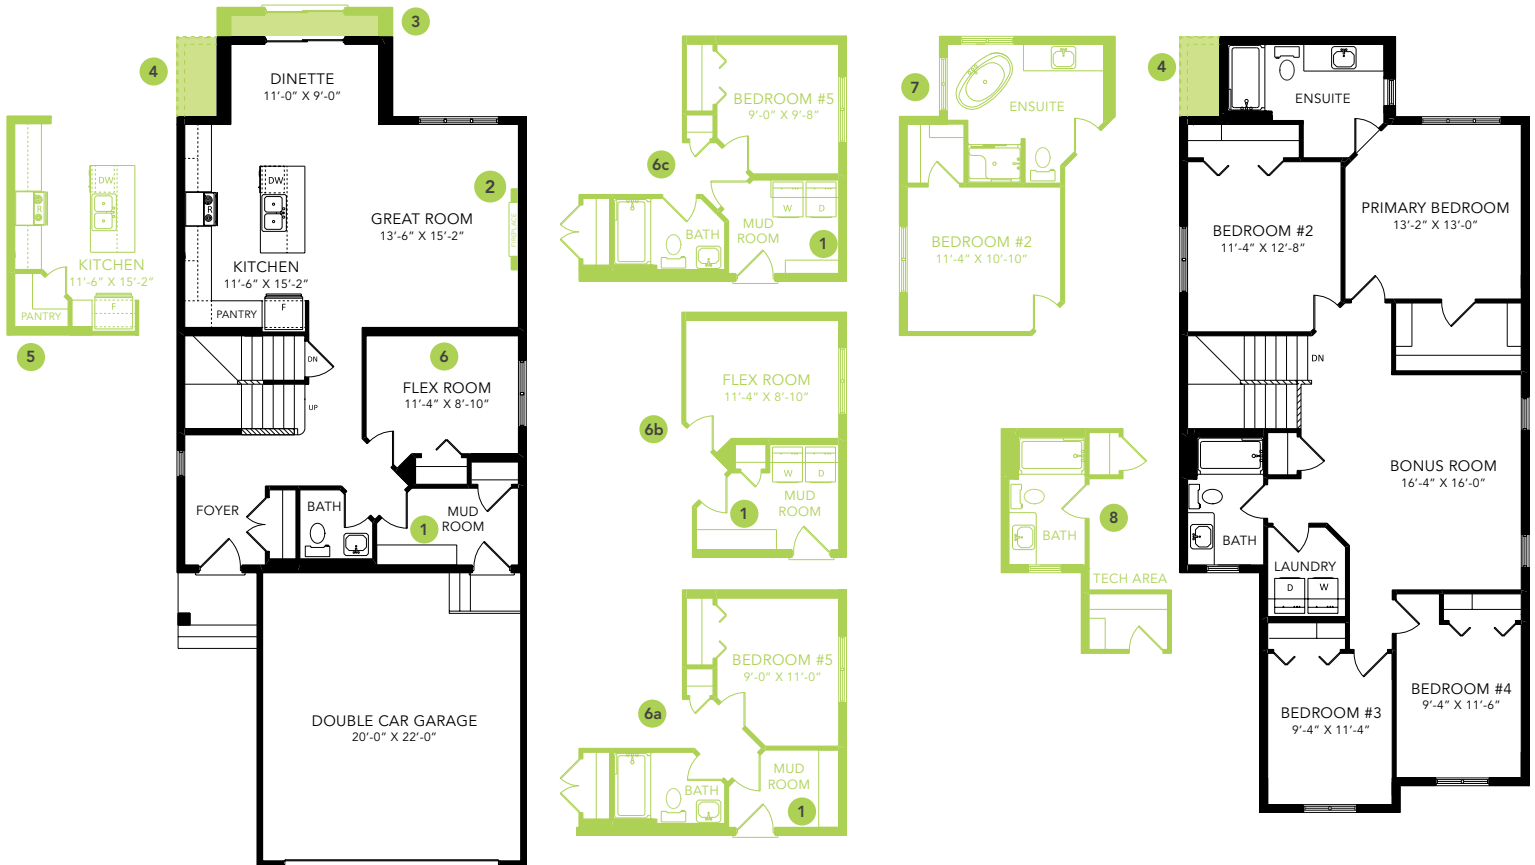 3
4
DINETTE
11'-0" X 9'-0"
DW
R
2
GREAT ROOM
13'-6" X 15'-2"
FIREPLACE
KITCHEN
11'-6" X 15'-2"
PANTRY
F
DW
R
KITCHEN
11'-6" X 15'-2"
PANTRY
F
5
DN
UP
6
FLEX ROOM
11'-4" X 8'-10"
FOYER
BATH
1
MUD
ROOM
DOUBLE CAR GARAGE
20'-0" X 22'-0"
BEDROOM #5
9'-0" X 9'-8"
6c
BATH
MUD
ROOM
W
D
1
FLEX ROOM
11'-4" X 8'-10"
6b
W
D
MUD
ROOM
1
BEDROOM #5
9'-0" X 11'-0"
6a
BATH
MUD
ROOM
1
7
ENSUITE
BEDROOM #2
11'-4" X 10'-10"
8
BATH
TECH AREA
4
ENSUITE
PRIMARY BEDROOM
13'-2" X 13'-0"
BEDROOM #2
11'-4" X 12'-8"
DN
BONUS ROOM
16'-4" X 16'-0"
BATH
LAUNDRY
D
W
BEDROOM #3
9'-4" X 11'-4"
BEDROOM #4
9'-4" X 11'-6"